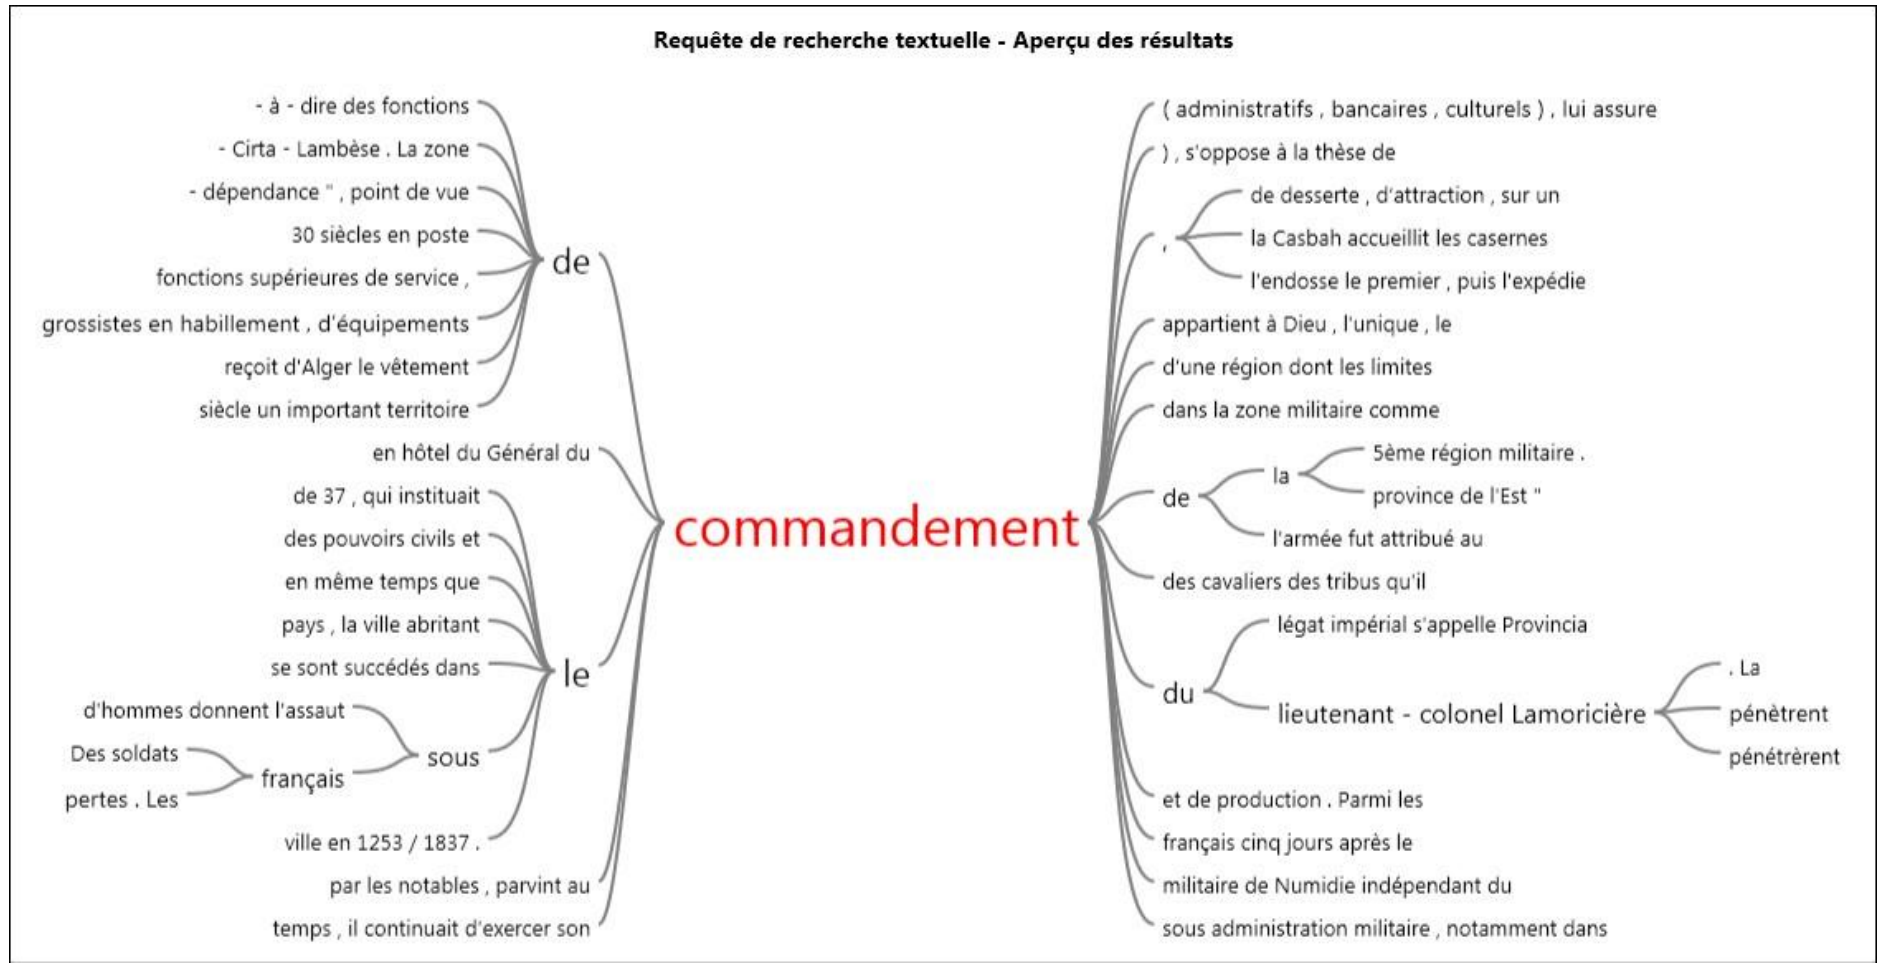 Requête de recherche textuelle - Aperçu des résultats
- à - dire des fonctions
- Cirta - Lambèse . La zone
- dépendance " , point de vue
30 siècles en poste
fonctions supérieures de service ,
grossistes en habillement , d'équipements
reçoit d'Alger le vêtement
siècle un important territoire
de
en hôtel du Général du
de 37 , qui instituait
des pouvoirs civils et
en même temps que
pays , la ville abritant
se sont succédés dans
d'hommes donnent l'assaut
Des soldats
pertes . Les
français
sous
ville en 1253 / 1837 .
le
par les notables , parvint au
temps , il continuait d'exercer son
commandement
( administratifs , bancaires , culturels ) , lui assure
) , s'oppose à la thèse de
,
de desserte , d'attraction , sur un
la Casbah accueillit les casernes
l'endosse le premier , puis l'expédie
appartient à Dieu , l'unique , le
d'une région dont les limites
dans la zone militaire comme
de
la
5ème région militaire .
province de l'Est "
l'armée fut attribué au
des cavaliers des tribus qu'il
du
légat impérial s'appelle Provincia
lieutenant - colonel Lamoricière
. La
pénètrent
pénétrèrent
et de production . Parmi les
français cinq jours après le
militaire de Numidie indépendant du
sous administration militaire , notamment dans